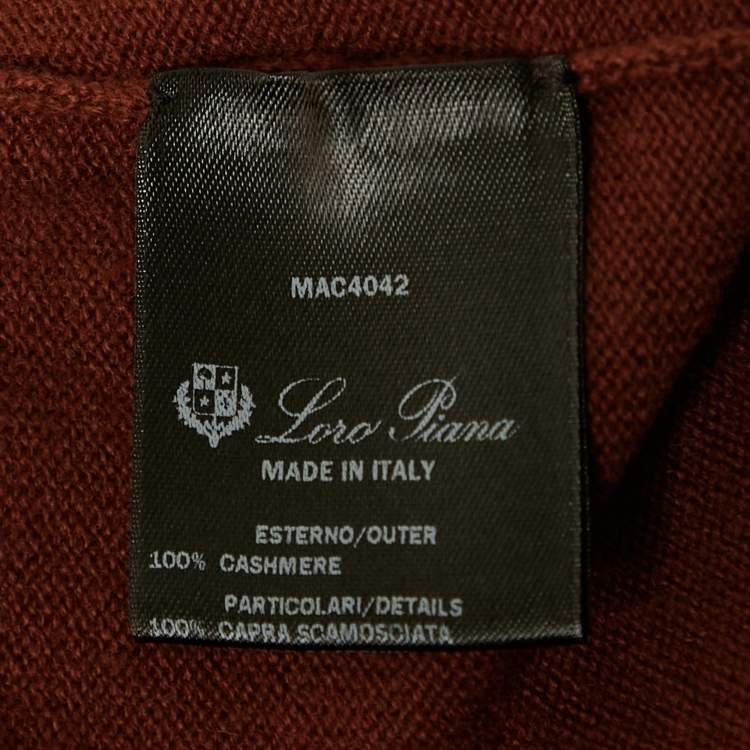 MAC4042
Loro Piana
MADE IN ITALY
ESTERNO/OUTER
100% CASHMERE
PARTICOLARI/DETAILS
100% CAPRA SCAMOSCIATA